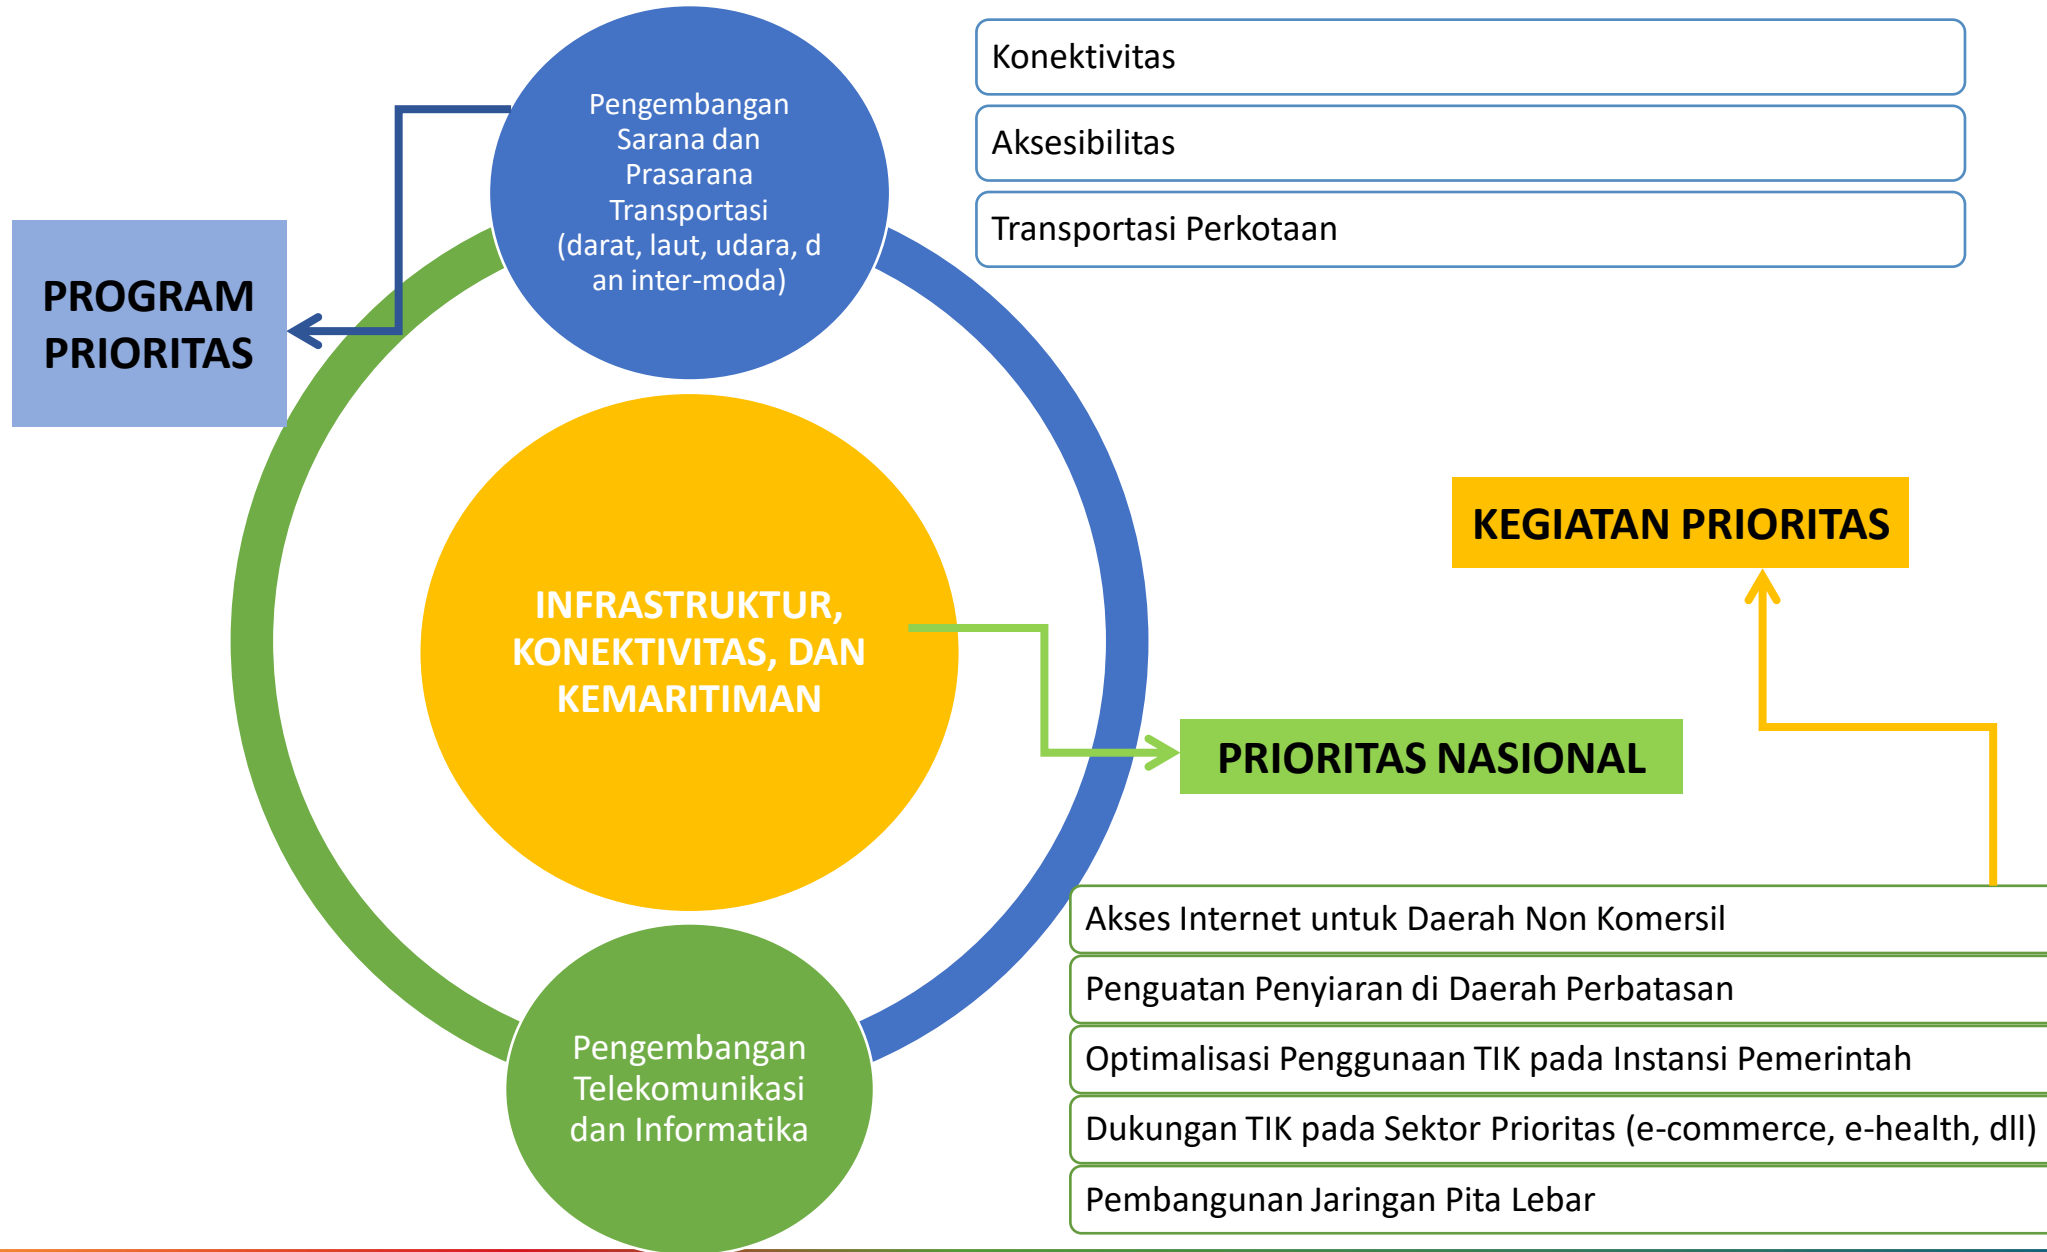 Pengembangan
Sarana dan
Prasarana
Transportasi
(darat, laut, udara, d
an inter-moda)
Konektivitas
Aksesibilitas
Transportasi Perkotaan
PROGRAM
PRIORITAS
INFRASTRUKTUR,
KONEKTIVITAS, DAN
KEMARITIMAN
KEGIATAN PRIORITAS
PRIORITAS NASIONAL
Pengembangan
Telekomunikasi
dan Informatika
Akses Internet untuk Daerah Non Komersil
Penguatan Penyiaran di Daerah Perbatasan
Optimalisasi Penggunaan TIK pada Instansi Pemerintah
Dukungan TIK pada Sektor Prioritas (e-commerce, e-health, dll)
Pembangunan Jaringan Pita Lebar